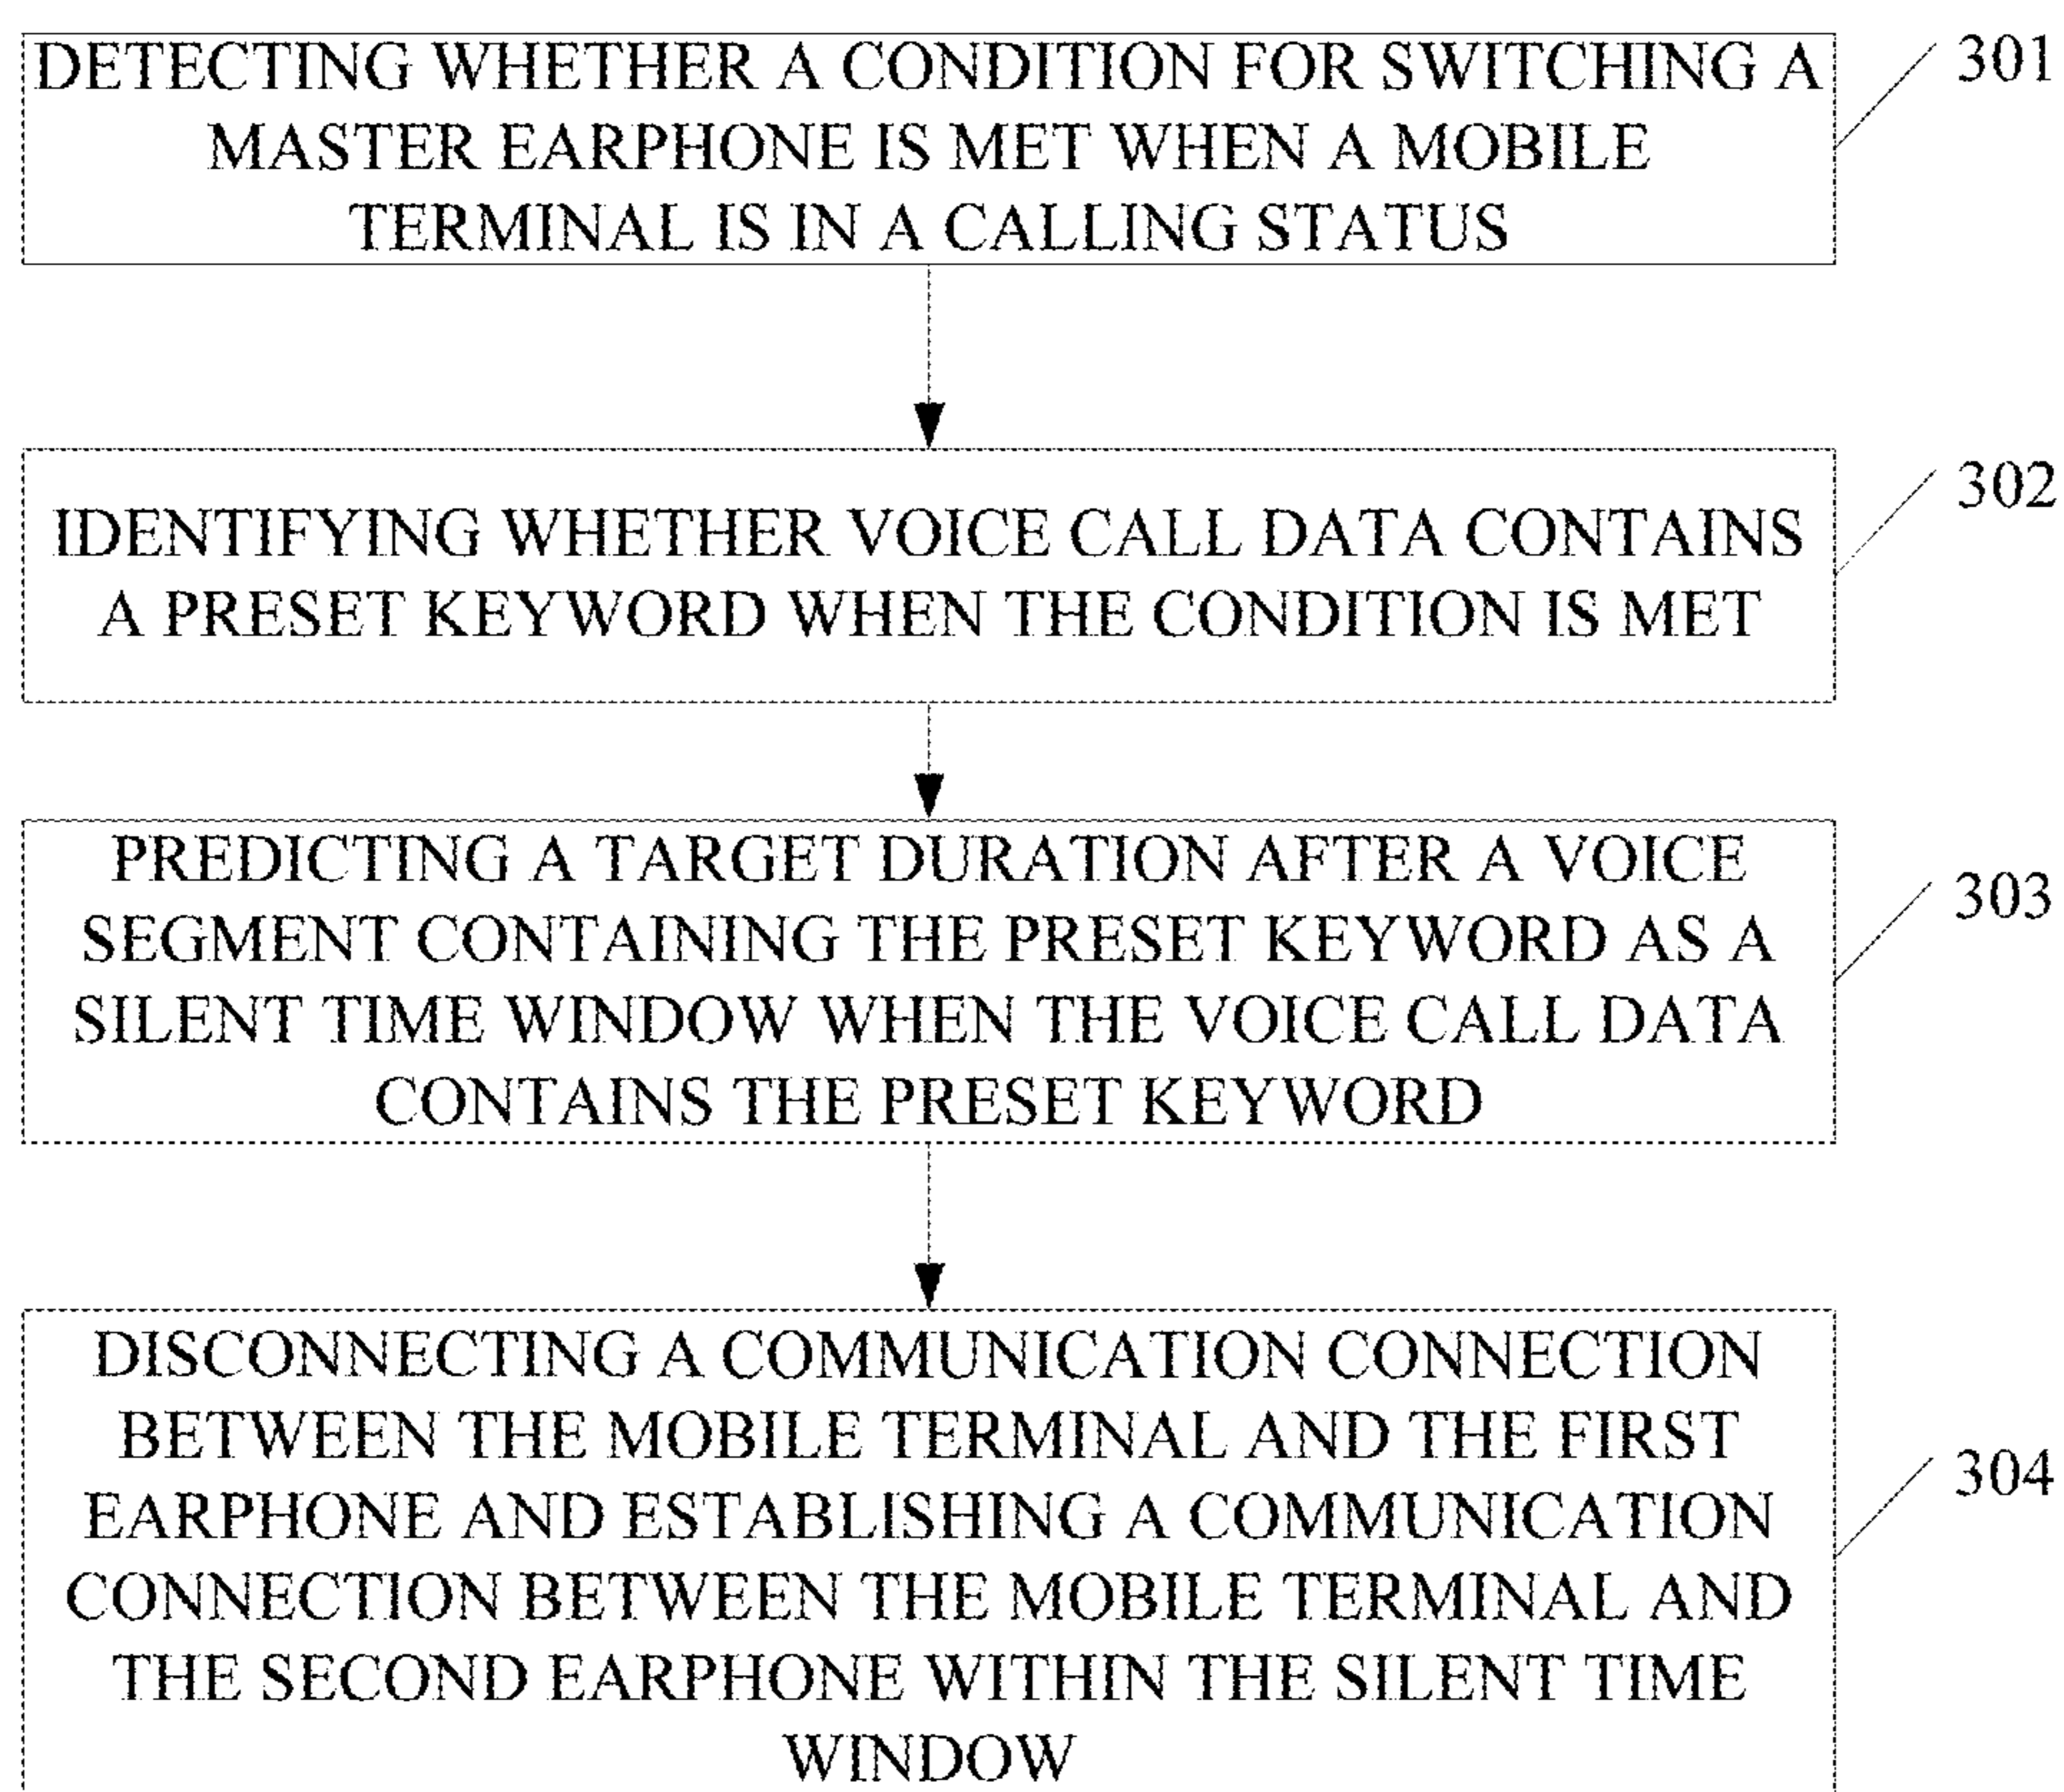 DETECTING WHETHER A CONDITION FOR SWITCHING A
MASTER EARPHONE IS MET WHEN A MOBILE
TERMINAL IS IN A CALLING STATUS
301
IDENTIFYING WHETHER VOICE CALL DATA CONTAINS
A PRESET KEYWORD WHEN THE CONDITION IS MET
302
PREDICTING A TARGET DURATION AFTER A VOICE
SEGMENT CONTAINING THE PRESET KEYWORD AS A
SILENT TIME WINDOW WHEN THE VOICE CALL DATA
CONTAINS THE PRESET KEYWORD
303
DISCONNECTING A COMMUNICATION CONNECTION
BETWEEN THE MOBILE TERMINAL AND THE FIRST
EARPHONE AND ESTABLISHING A COMMUNICATION
CONNECTION BETWEEN THE MOBILE TERMINAL AND
THE SECOND EARPHONE WITHIN THE SILENT TIME
WINDOW
304